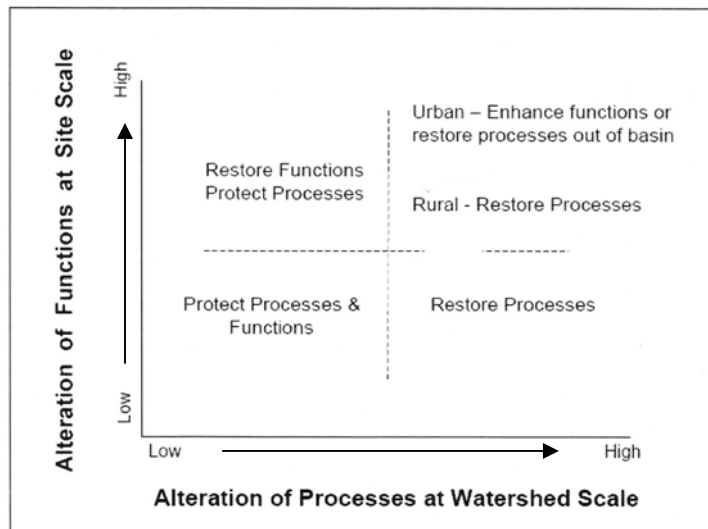 Alteration of Functions at Site Scale
High
Low
Restore Functions
Protect Processes
Urban – Enhance functions or
restore processes out of basin
Rural - Restore Processes
Protect Processes &
Functions
Restore Processes
Low
High
Alteration of Processes at Watershed Scale